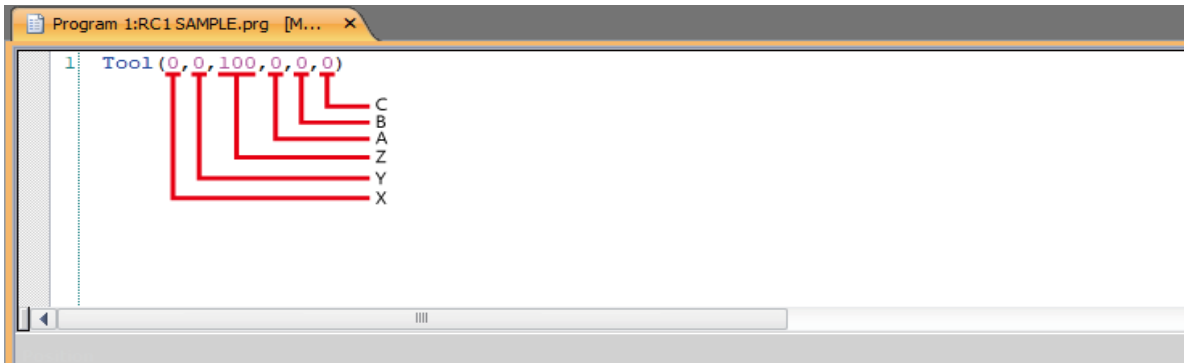 Program 1:RC1 SAMPLE.prg [M...
1 Tool(0,0,100,0,0,0)
C
B
A
Z
Y
X